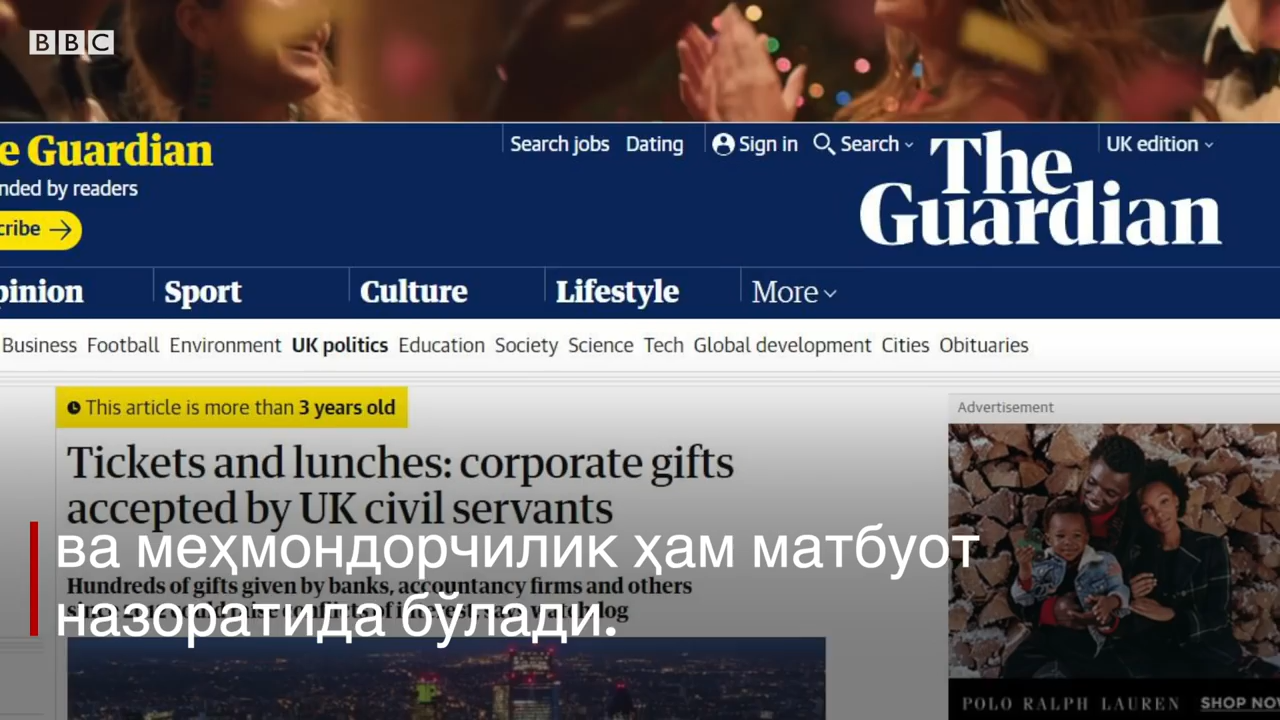 BBC
e Guardian
nded by readers
cribe
Search jobs Dating Sign in Search UK edition
The
Guardian
pinion Sport Culture Lifestyle More
Business Football Environment UK politics Education Society Science Tech Global development Cities Obituaries
This article is more than 3 years old
Advertisement
Tickets and lunches: corporate gifts
accepted by UK civil servants
ва меҳмондорчилик ҳам матбуот
Hundreds of gifts given by banks, accountancy firms and others
назоратида бўлади.
POLO RALPH LAUREN SHOP NO